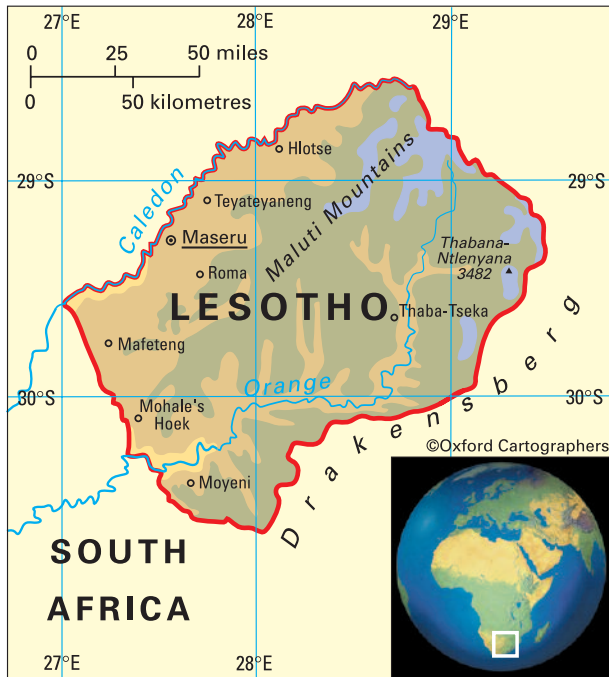 27°E
28°E
29°E
0
25
50 miles
0
50 kilometres
Hlotse
29°S
29°S
Caledon
Teyateyaneng
Maluti Mountains
Maseru
Thabana-
Ntlenyana
3482
Roma
LESOTHO
Thaba-Tseka
Mafeteng
Orange
30°S
30°S
Mohale's
Hoek
Drakensberg
©Oxford Cartographers
Moyeni
SOUTH
AFRICA
27°E
28°E